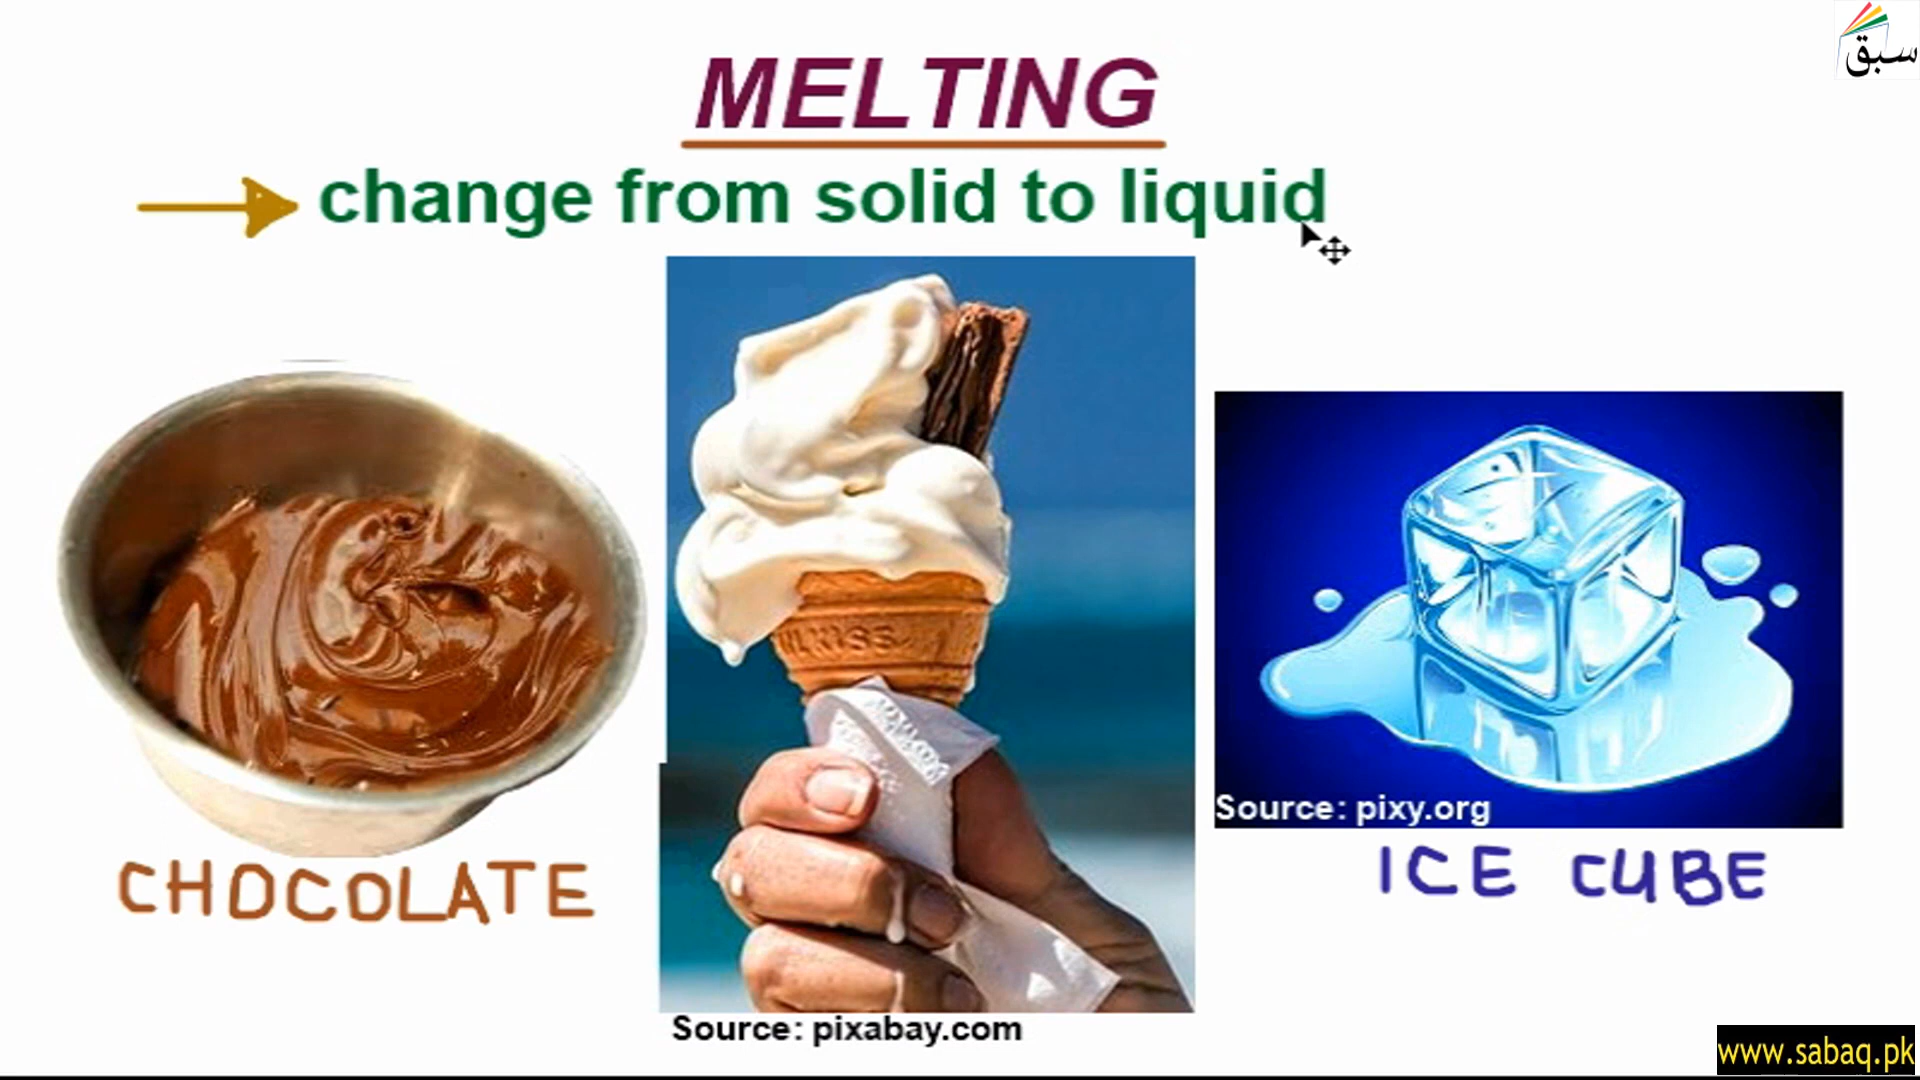 سبق
MELTING
change from solid to liquid
Source: pixy.org
CHOCOLATE
ICE CUBE
Source: pixabay.com
www.sabaq.pk